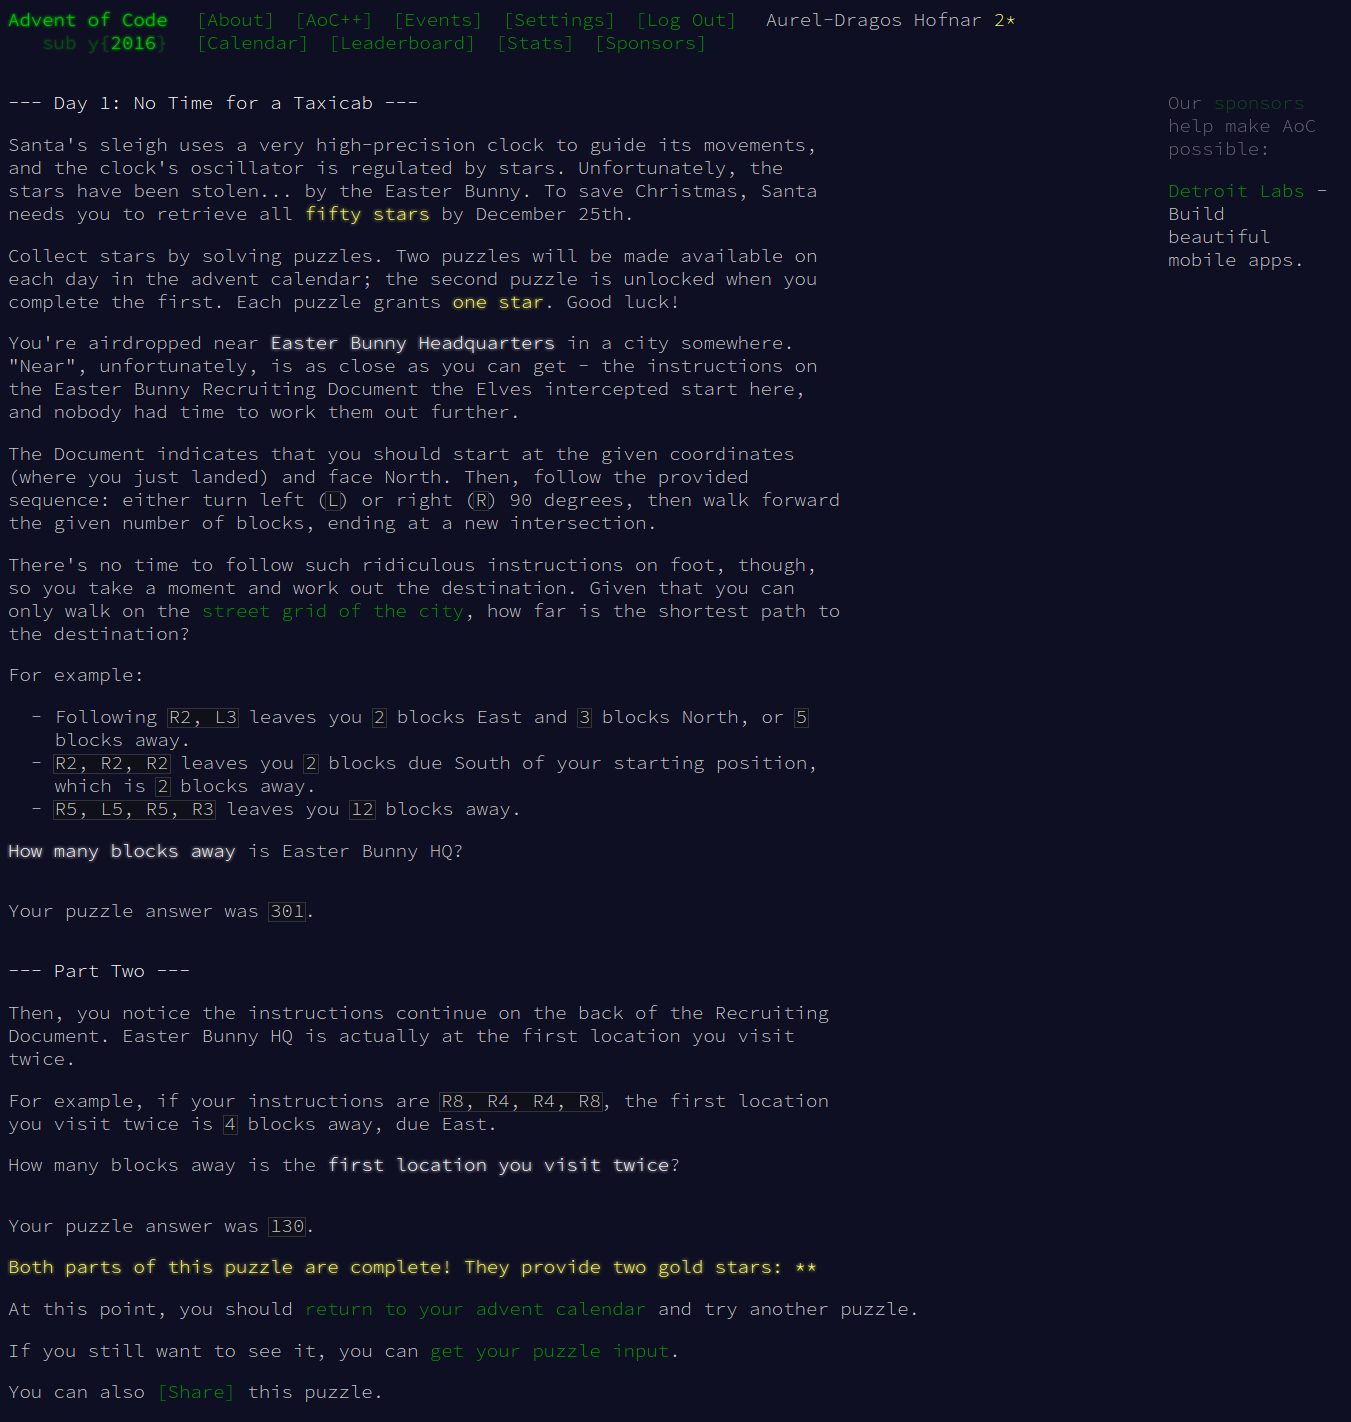 Advent of Code [About] [AoC++] [Events] [Settings] [Log Out] Aurel-Dragos Hofnar 2*
sub y{2016} [Calendar] [Leaderboard] [Stats] [Sponsors]
--- Day 1: No Time for a Taxicab ---
Santa's sleigh uses a very high-precision clock to guide its movements,
and the clock's oscillator is regulated by stars. Unfortunately, the
stars have been stolen... by the Easter Bunny. To save Christmas, Santa
needs you to retrieve all fifty stars by December 25th.
Collect stars by solving puzzles. Two puzzles will be made available on
each day in the advent calendar; the second puzzle is unlocked when you
complete the first. Each puzzle grants one star. Good luck!
You're airdropped near Easter Bunny Headquarters in a city somewhere.
"Near", unfortunately, is as close as you can get - the instructions on
the Easter Bunny Recruiting Document the Elves intercepted start here,
and nobody had time to work them out further.
The Document indicates that you should start at the given coordinates
(where you just landed) and face North. Then, follow the provided
sequence: either turn left (L) or right (R) 90 degrees, then walk forward
the given number of blocks, ending at a new intersection.
There's no time to follow such ridiculous instructions on foot, though,
so you take a moment and work out the destination. Given that you can
only walk on the street grid of the city, how far is the shortest path to
the destination?
For example:
- Following R2, L3 leaves you 2 blocks East and 3 blocks North, or 5
blocks away.
- R2, R2, R2 leaves you 2 blocks due South of your starting position,
which is 2 blocks away.
- R5, L5, R5, R3 leaves you 12 blocks away.
How many blocks away is Easter Bunny HQ?
Your puzzle answer was 301.
--- Part Two ---
Then, you notice the instructions continue on the back of the Recruiting
Document. Easter Bunny HQ is actually at the first location you visit
twice.
For example, if your instructions are R8, R4, R4, R8, the first location
you visit twice is 4 blocks away, due East.
How many blocks away is the first location you visit twice?
Your puzzle answer was 130.
Both parts of this puzzle are complete! They provide two gold stars: **
At this point, you should return to your advent calendar and try another puzzle.
If you still want to see it, you can get your puzzle input.
You can also [Share] this puzzle.
Our sponsors
help make AoC
possible:
Detroit Labs -
Build
beautiful
mobile apps.